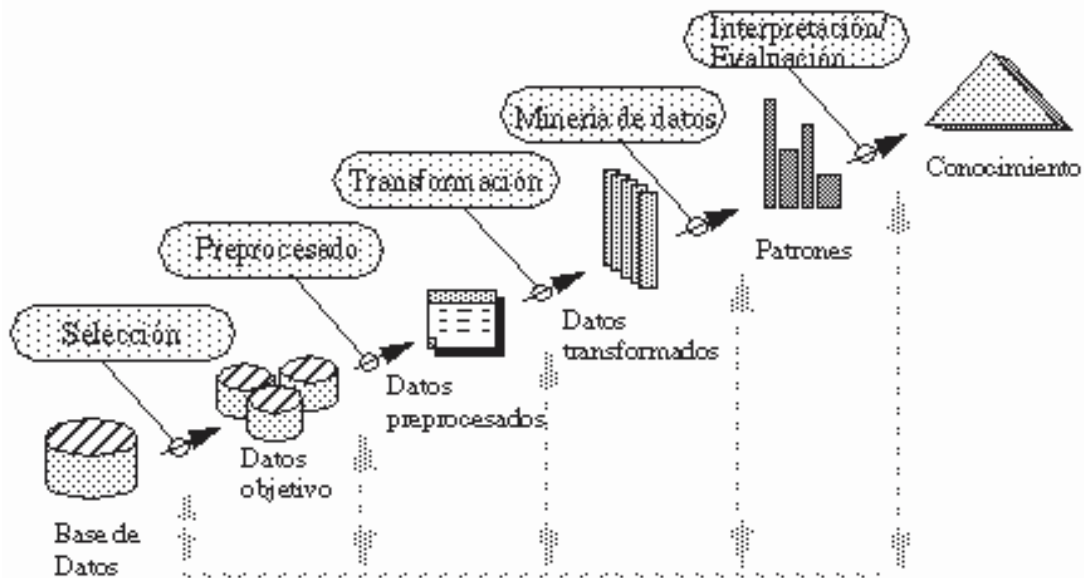 Interpretación/
Evaluación
Minería de datos
Transformación
Preprocesado
Selección
Conocimiento
Patrones
Datos
transformados
Datos
preprocesados
Datos
objetivo
Base de
Datos